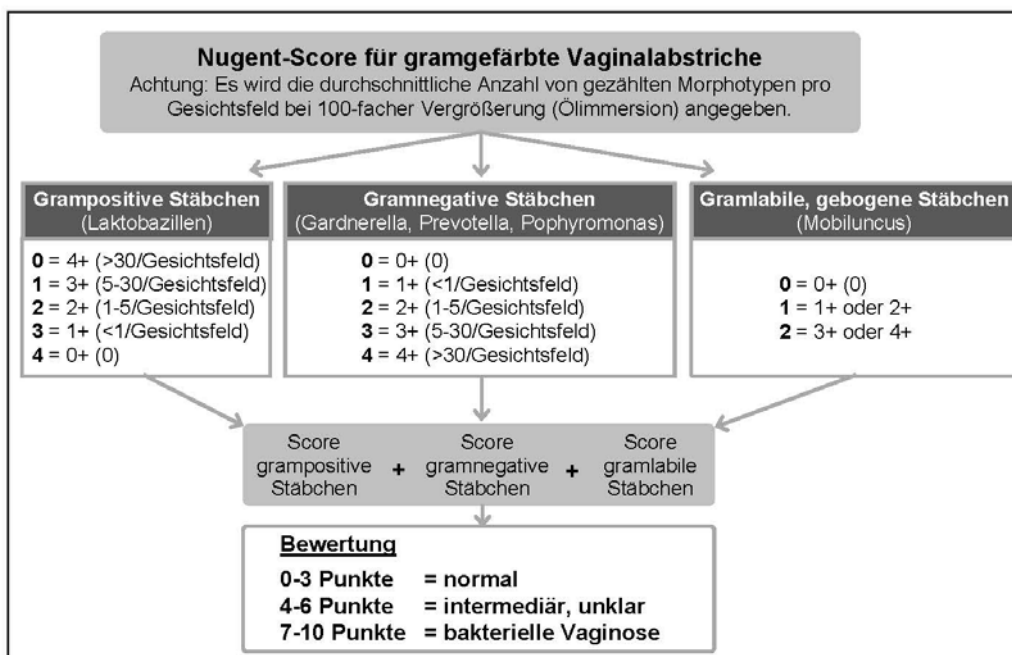 Nugent-Score für gramgefärbte Vaginalabstriche
Achtung: Es wird die durchschnittliche Anzahl von gezählten Morphotypen pro
Gesichtsfeld bei 100-facher Vergrößerung (Ölimmersion) angegeben.
Grampositive Stäbchen
(Laktobazillen)
0 = 4+ (>30/Gesichtsfeld)
1 = 3+ (5-30/Gesichtsfeld)
2 = 2+ (1-5/Gesichtsfeld)
3 = 1+ (<1/Gesichtsfeld)
4 = 0+ (0)
Gramnegative Stäbchen
(Gardnerella, Prevotella, Pophyromonas)
0 = 0+ (0)
1 = 1+ (<1/Gesichtsfeld)
2 = 2+ (1-5/Gesichtsfeld)
3 = 3+ (5-30/Gesichtsfeld)
4 = 4+ (>30/Gesichtsfeld)
Gramlabile, gebogene Stäbchen
(Mobiluncus)
0 = 0+ (0)
1 = 1+ oder 2+
2 = 3+ oder 4+
Score
grampositive
Stäbchen
+
Score
gramnegative
Stäbchen
+
Score
gramlabile
Stäbchen
Bewertung
0-3 Punkte = normal
4-6 Punkte = intermediär, unklar
7-10 Punkte = bakterielle Vaginose